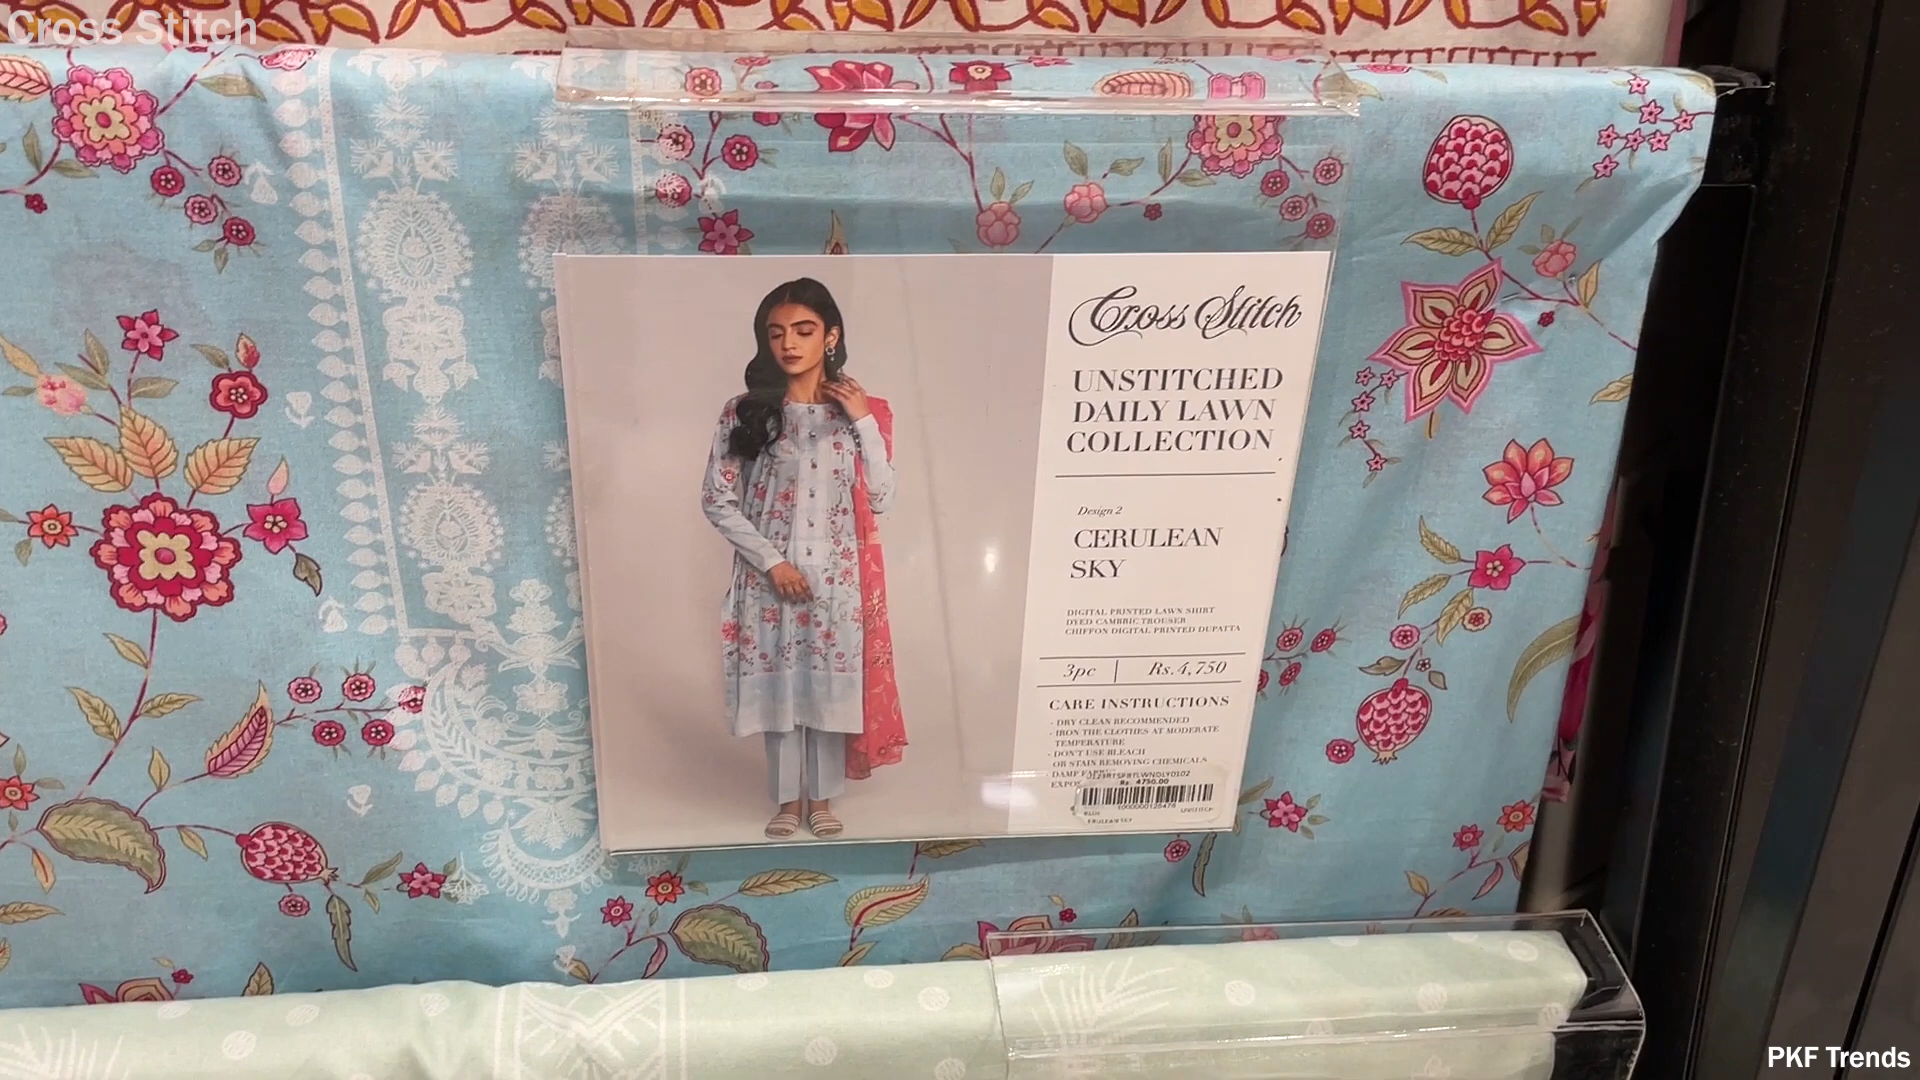 Cross Stitch
Cross Stitch
UNSTITCHED
DAILY LAWN
COLLECTION
Design 2
CERULEAN
SKY
DIGITAL PRINTED LAWN SHIRT
DYED CAMBRIC TROUSER
CHIFFON DIGITAL PRINTED DUPATTA
3pc | Rs.4,750
CARE INSTRUCTIONS
- DRY CLEAN RECOMMENDED
- IRON THE CLOTHES AT MODERATE
TEMPERATURE
- DON'T USE BLEACH
OR STAIN REMOVING CHEMICALS
- DAMP
Rs. 4750.00
PKF Trends